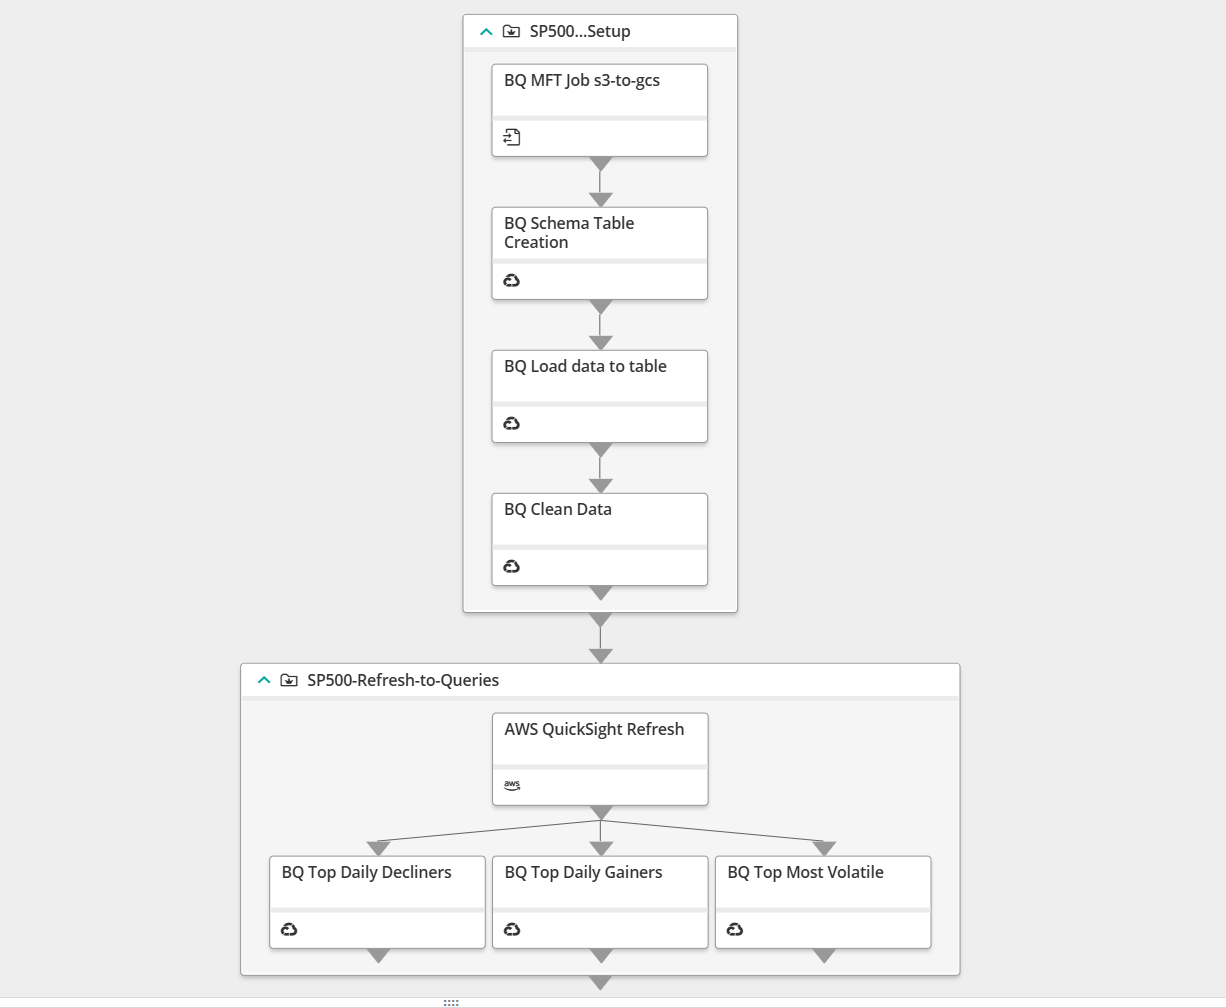 SP500...Setup
BQ MFT Job s3-to-gcs
BQ Schema Table
Creation
BQ Load data to table
BQ Clean Data
SP500-Refresh-to-Queries
AWS QuickSight Refresh
aws
BQ Top Daily Decliners
BQ Top Daily Gainers
BQ Top Most Volatile